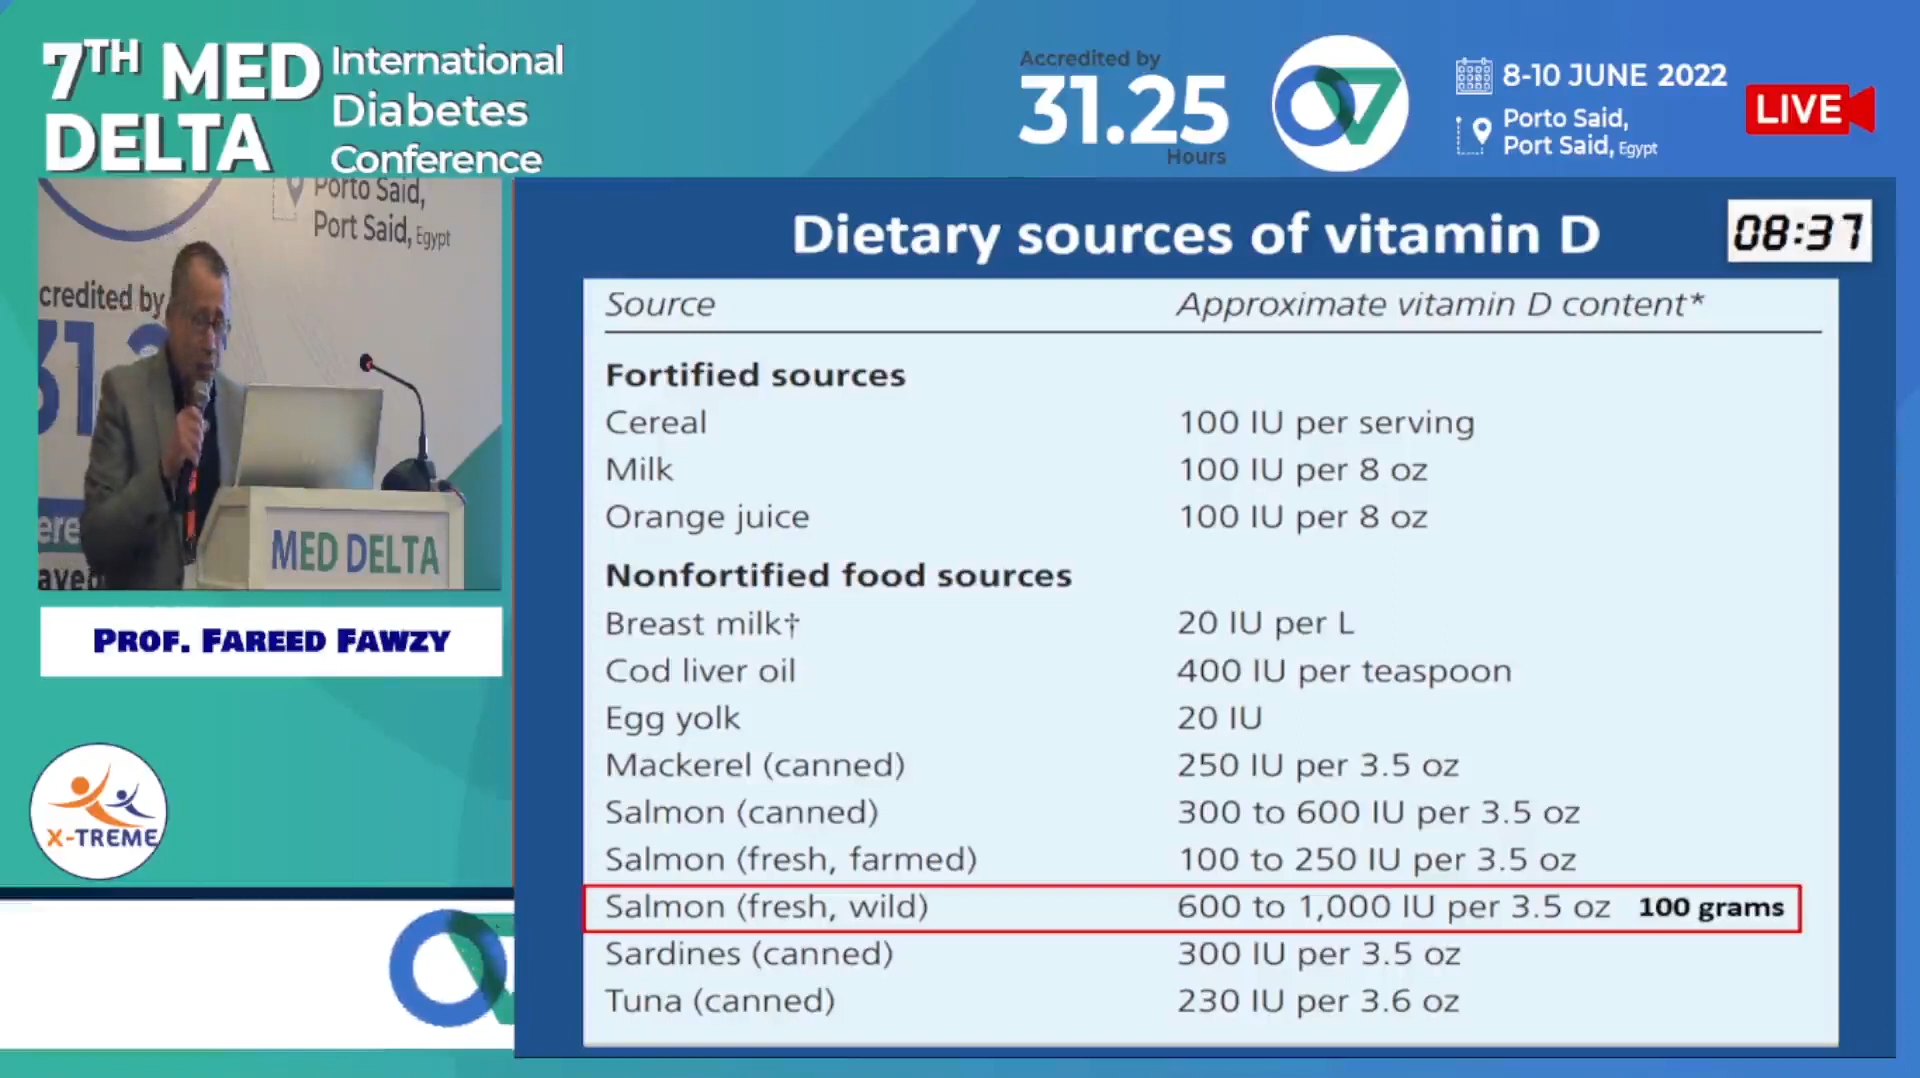 7TH MED
DELTA
International
Diabetes
Conference
Accredited by
31.25
Hours
8-10 JUNE 2022
Porto Said,
Port Said, Egypt
LIVE
Porto Said,
Port Said, Egypt
credited by
MED DELTA
PROF. FAREED FAWZY
X-TREME
Dietary sources of vitamin D
08:37
Source Approximate vitamin D content*
Fortified sources
Cereal 100 IU per serving
Milk 100 IU per 8 oz
Orange juice 100 IU per 8 oz
Nonfortified food sources
Breast milk† 20 IU per L
Cod liver oil 400 IU per teaspoon
Egg yolk 20 IU
Mackerel (canned) 250 IU per 3.5 oz
Salmon (canned) 300 to 600 IU per 3.5 oz
Salmon (fresh, farmed) 100 to 250 IU per 3.5 oz
Salmon (fresh, wild) 600 to 1,000 IU per 3.5 oz 100 grams
Sardines (canned) 300 IU per 3.5 oz
Tuna (canned) 230 IU per 3.6 oz